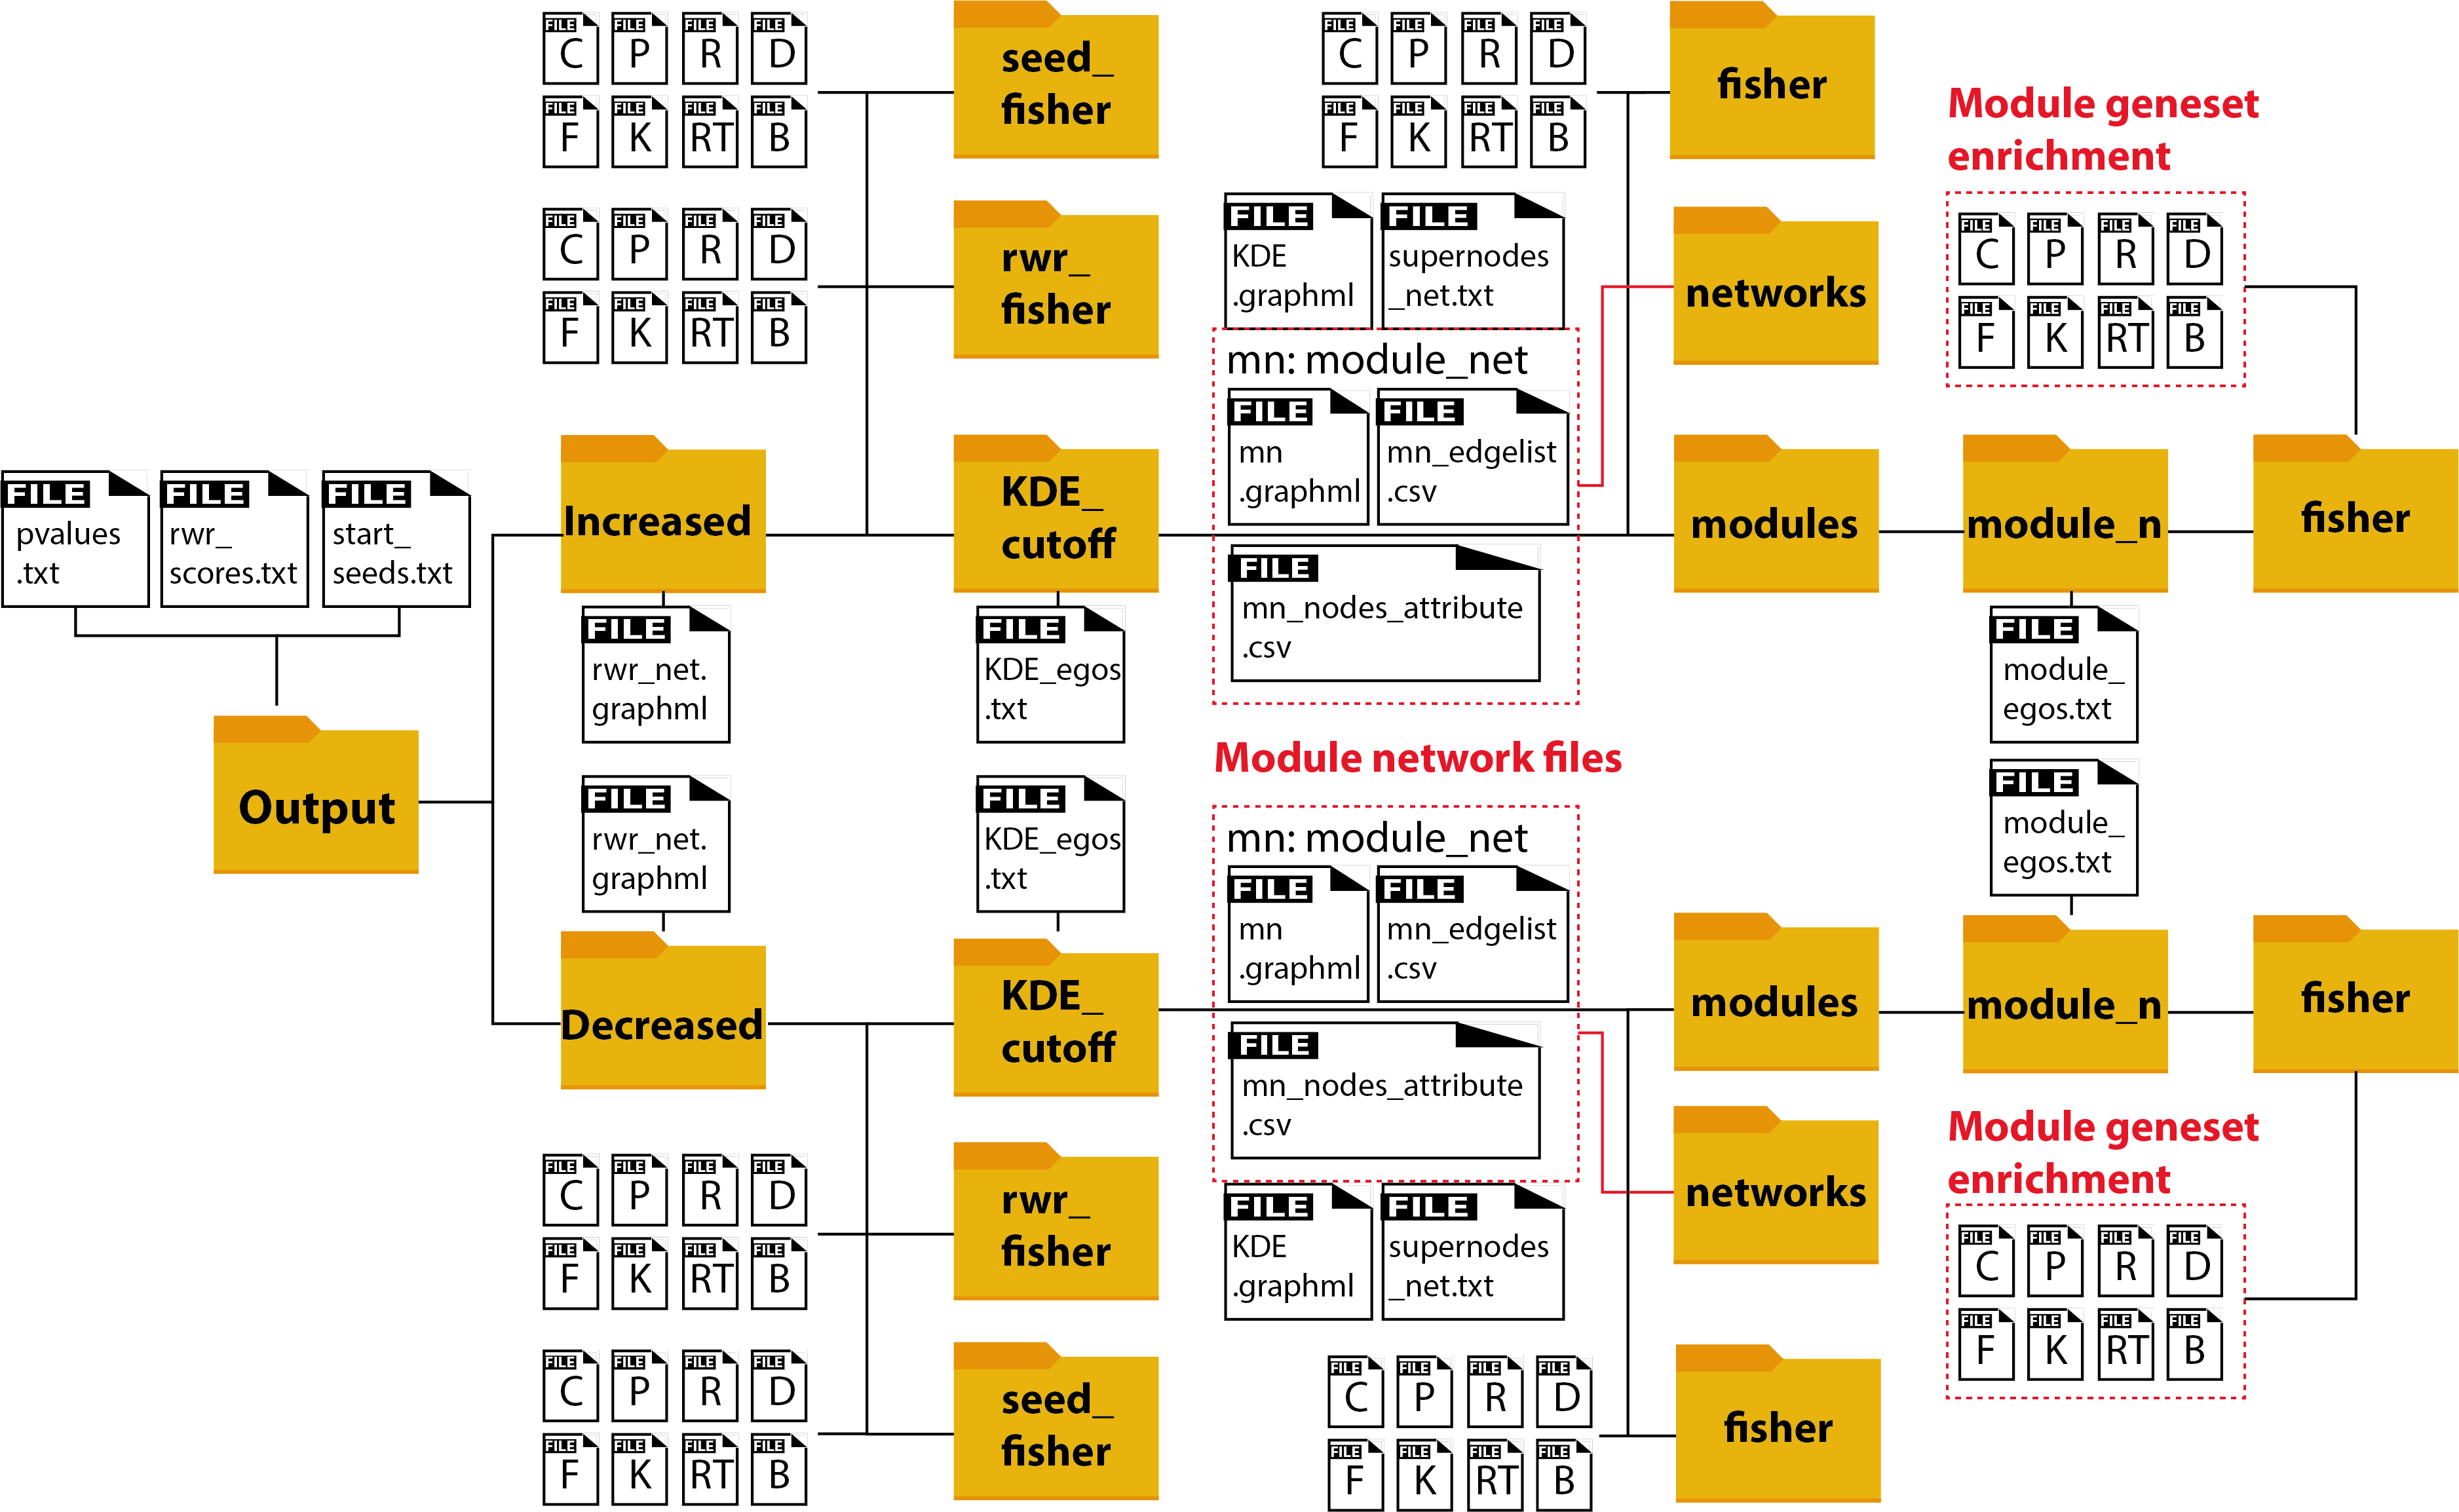 FILE C
FILE P
FILE R
FILE D
FILE F
FILE K
FILE RT
FILE B
seed_
fisher
FILE C
FILE P
FILE R
FILE D
FILE F
FILE K
FILE RT
FILE B
fisher
Module geneset
enrichment
FILE C
FILE P
FILE R
FILE D
FILE F
FILE K
FILE RT
FILE B
FILE C
FILE P
FILE R
FILE D
FILE F
FILE K
FILE RT
FILE B
rwr_
fisher
FILE
KDE
.graphml
FILE
supernodes
_net.txt
networks
mn: module_net
FILE
mn
.graphml
FILE
mn_edgelist
.csv
FILE
mn_nodes_attribute
.csv
FILE
pvalues
.txt
FILE
rwr_
scores.txt
FILE
start_
seeds.txt
Increased
KDE_
cutoff
modules
module_n
fisher
FILE
rwr_net.
graphml
FILE
KDE_egos
.txt
FILE
module_
egos.txt
Module network files
Output
FILE
rwr_net.
graphml
FILE
KDE_egos
.txt
mn: module_net
FILE
mn
.graphml
FILE
mn_edgelist
.csv
FILE
mn_nodes_attribute
.csv
FILE
module_
egos.txt
Decreased
KDE_
cutoff
modules
module_n
fisher
FILE C
FILE P
FILE R
FILE D
FILE F
FILE K
FILE RT
FILE B
rwr_
fisher
FILE
KDE
.graphml
FILE
supernodes
_net.txt
networks
Module geneset
enrichment
FILE C
FILE P
FILE R
FILE D
FILE F
FILE K
FILE RT
FILE B
FILE C
FILE P
FILE R
FILE D
FILE F
FILE K
FILE RT
FILE B
seed_
fisher
FILE C
FILE P
FILE R
FILE D
FILE F
FILE K
FILE RT
FILE B
fisher